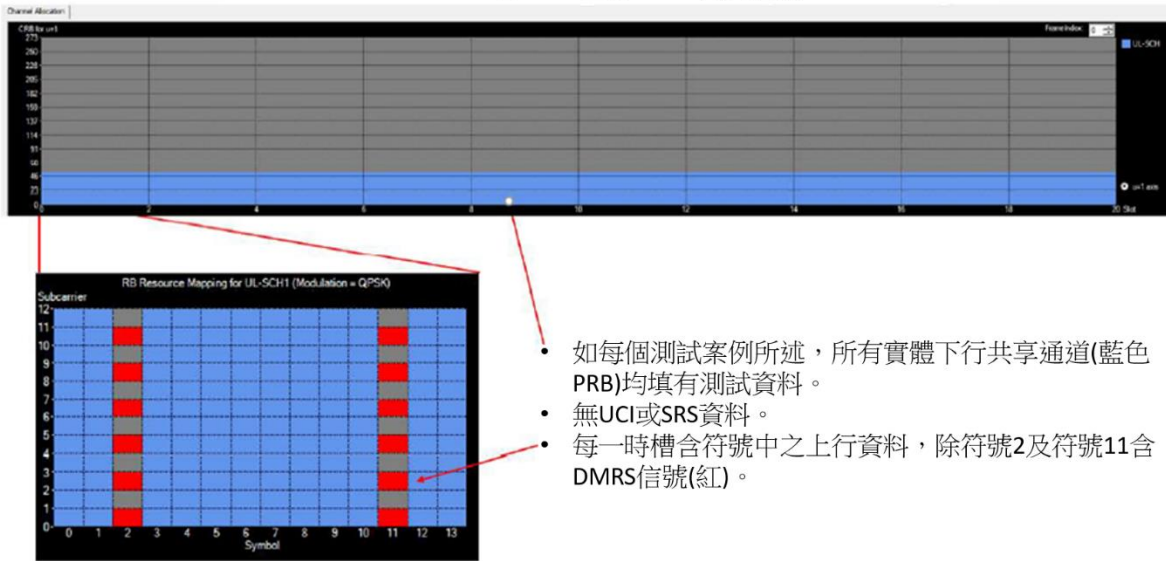 Channel Allocation
CRB for u=1
Frame Index: 0
273
250
228
205
182
159
137
114
91
68
46
23
0
UL-SCH
u=1 axis
0 2 4 6 8 10 12 14 16 18 20 Slot
RB Resource Mapping for UL-SCH1 (Modulation = QPSK)
Subcarrier
12
11
10
9
8
7
6
5
4
3
2
1
0
0 1 2 3 4 5 6 7 8 9 10 11 12 13
Symbol
• 如每個測試案例所述，所有實體下行共享通道(藍色
PRB)均填有測試資料。
• 無UCI或SRS資料。
• 每一時槽含符號中之上行資料，除符號2及符號11含
DMRS信號(紅)。